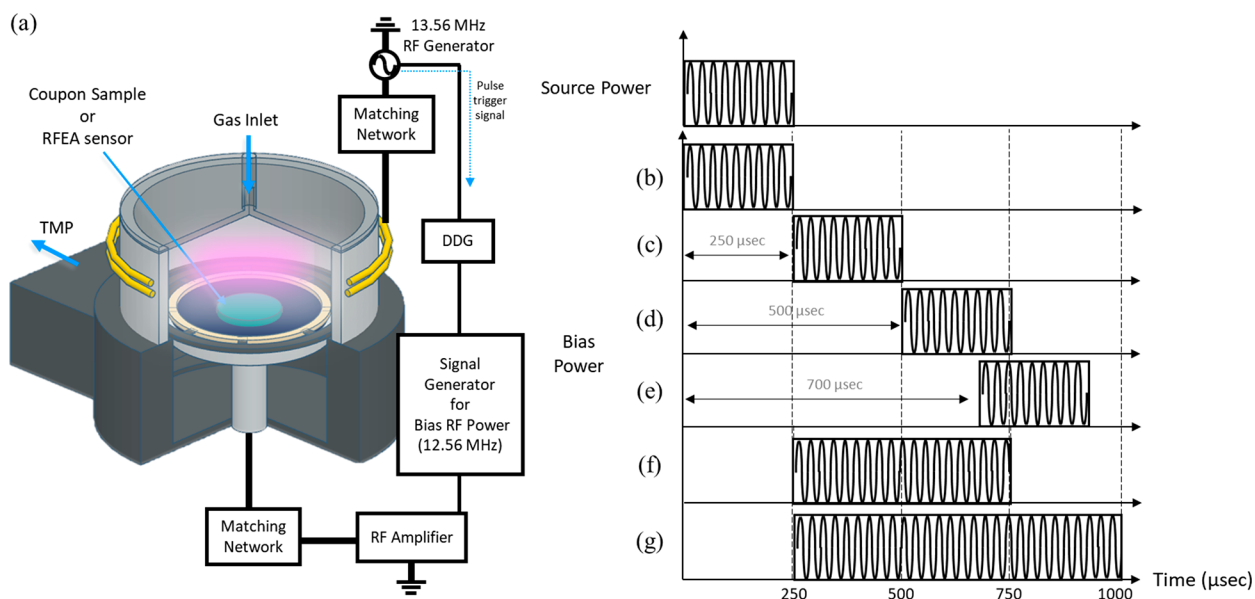 (a)
13.56 MHz
RF Generator
Pulse
trigger
signal
Coupon Sample
or
RFEA sensor
Gas Inlet
Matching
Network
TMP
DDG
Signal
Generator
for
Bias RF Power
(12.56 MHz)
Matching
Network
RF Amplifier
Source Power
Bias
Power
(b)
(c)
250 μsec
(d)
500 μsec
(e)
700 μsec
(f)
(g)
250
500
750
1000
Time (μsec)